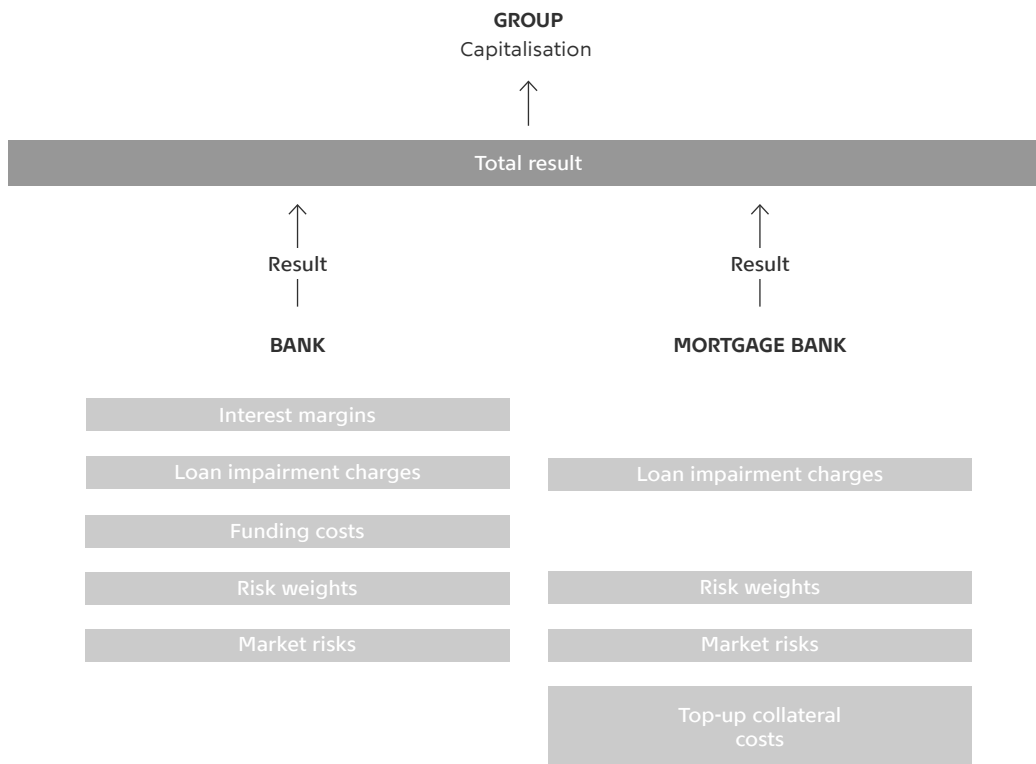 GROUP
Capitalisation
Total result
Result
Result
BANK
MORTGAGE BANK
Interest margins
Loan impairment charges
Loan impairment charges
Funding costs
Risk weights
Risk weights
Market risks
Market risks
Top-up collateral
costs